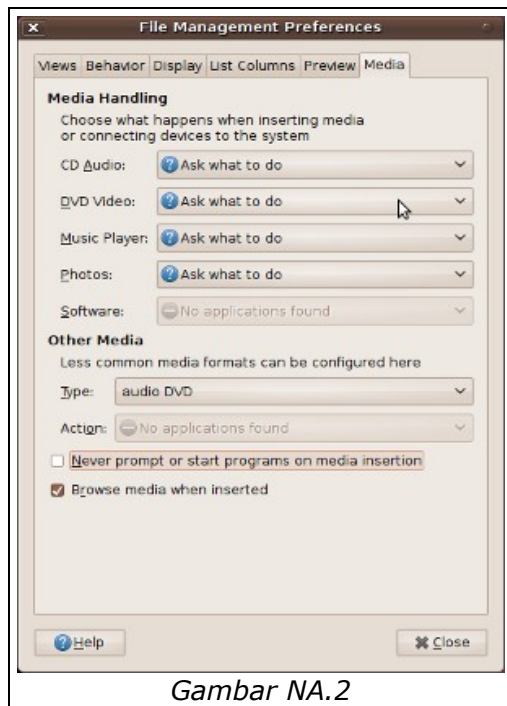 File Management Preferences
Views Behavior Display List Columns Preview Media
Media Handling
Choose what happens when inserting media
or connecting devices to the system
CD Audio: Ask what to do
DVD Video: Ask what to do
Music Player: Ask what to do
Photos: Ask what to do
Software: No applications found
Other Media
Less common media formats can be configured here
Type: audio DVD
Action: No applications found
Never prompt or start programs on media insertion
Browse media when inserted
Help Close
Gambar NA.2